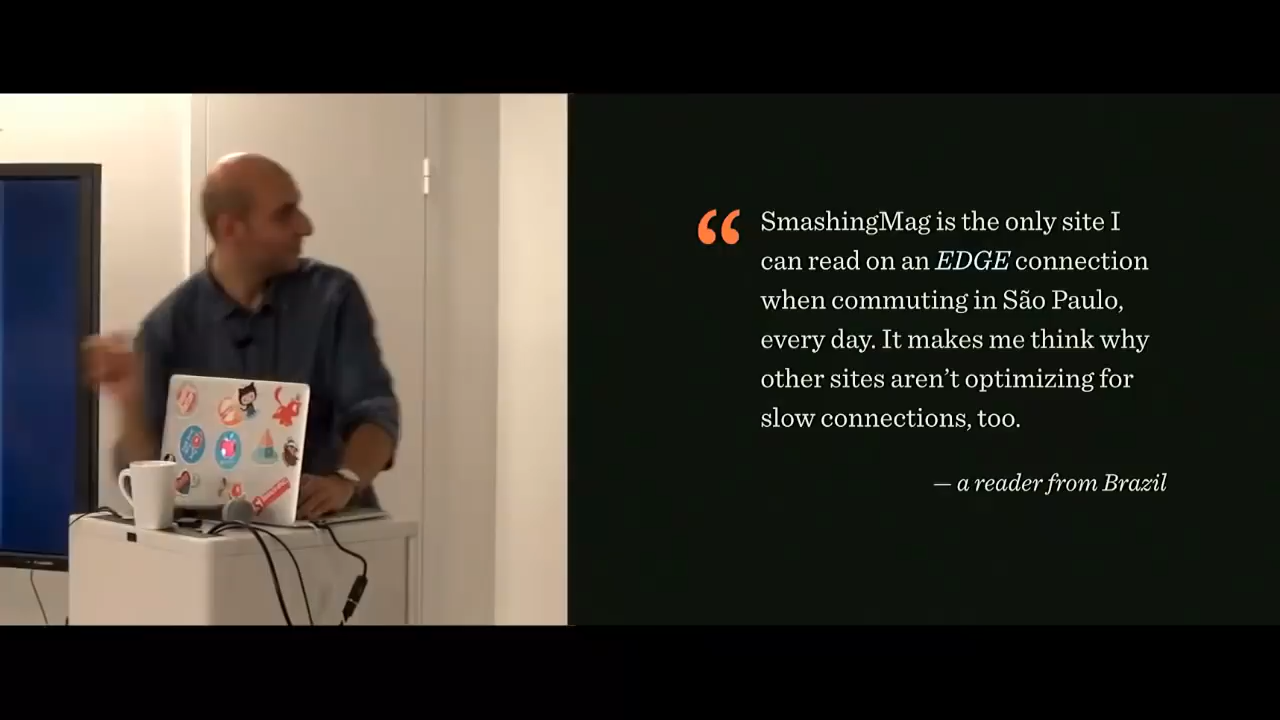 “ SmashingMag is the only site I
can read on an EDGE connection
when commuting in São Paulo,
every day. It makes me think why
other sites aren’t optimizing for
slow connections, too.
— a reader from Brazil